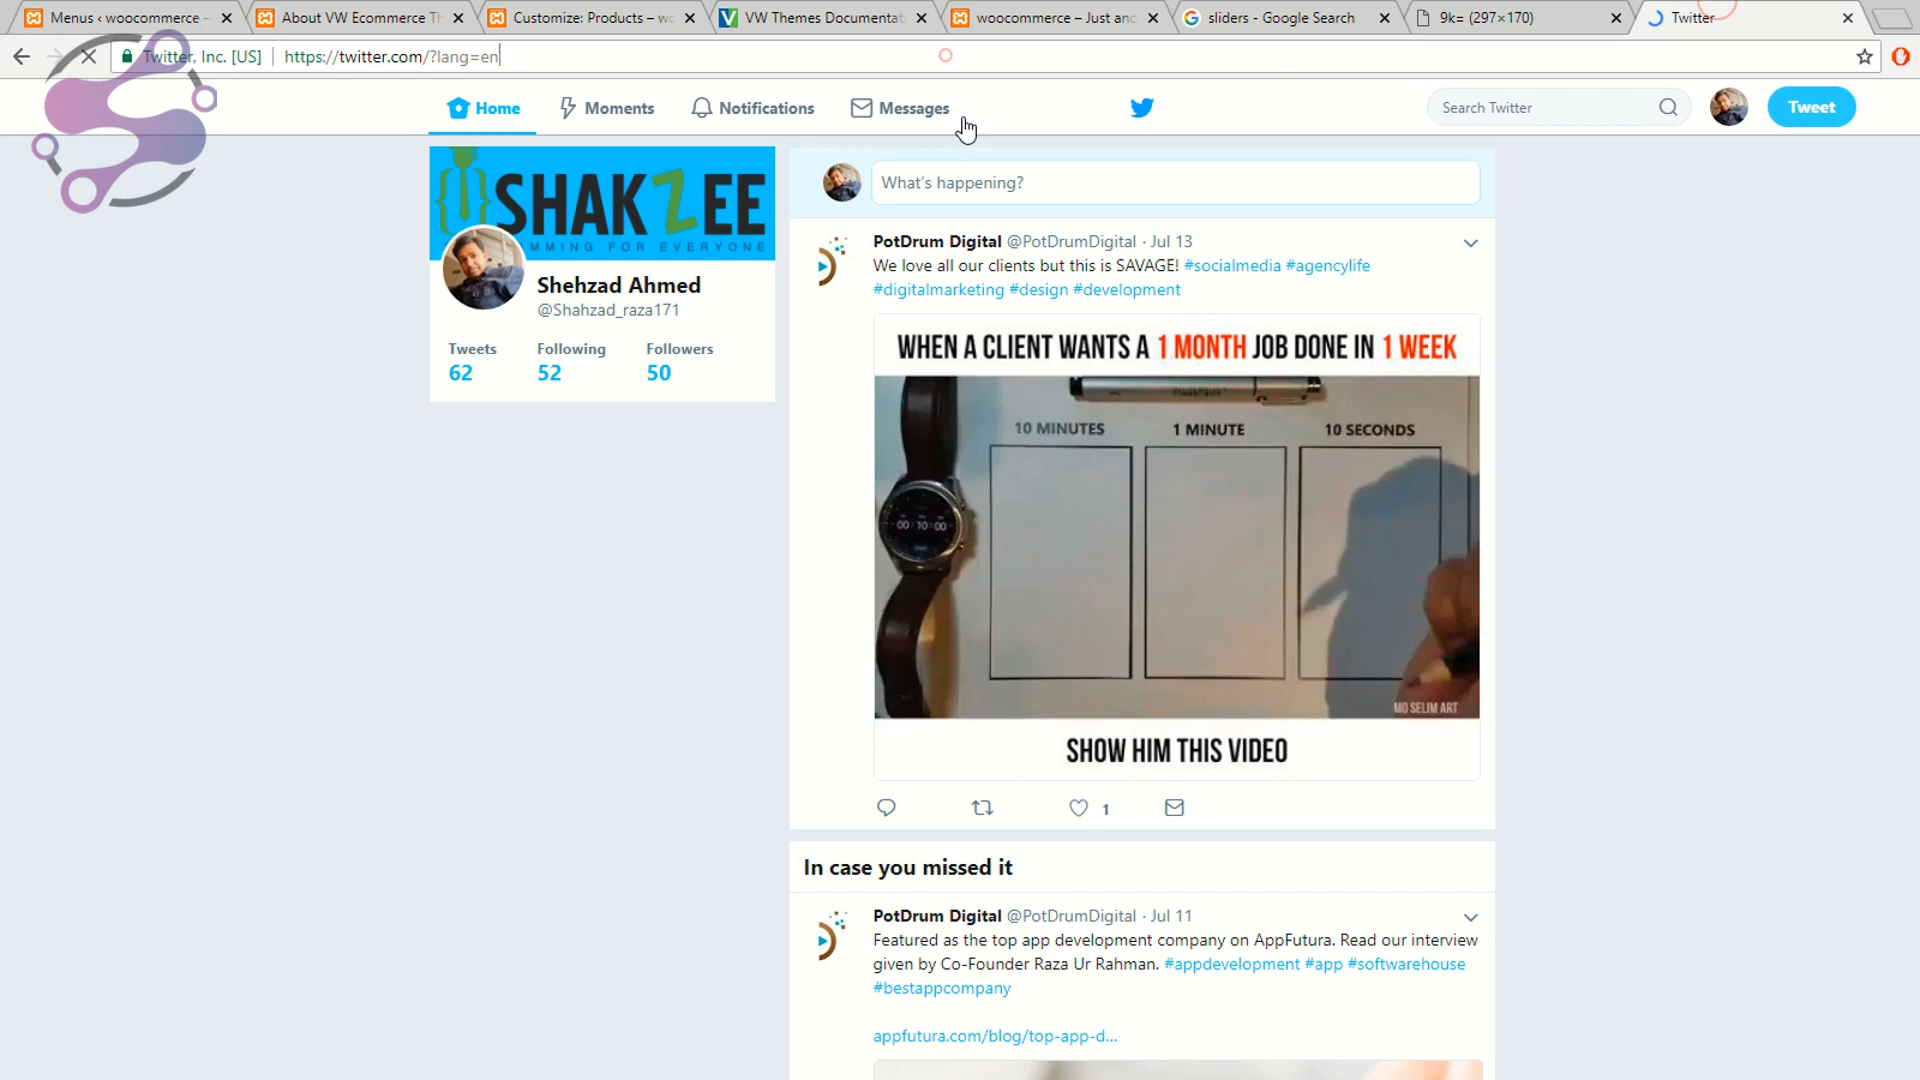 Menus ‹ woocommerce –
About VW Ecommerce Th
Customize: Products – wo
VW Themes Documentat
woocommerce – Just ano
sliders - Google Search
9k= (297×170)
Twitter
Twitter, Inc. [US]
https://twitter.com/?lang=en
Home
Moments
Notifications
Messages
Search Twitter
Tweet
SHAKZEE
MMING FOR EVERYONE
Shehzad Ahmed
@Shahzad_raza171
Tweets Following Followers
62 52 50
What's happening?
PotDrum Digital @PotDrumDigital · Jul 13
We love all our clients but this is SAVAGE! #socialmedia #agencylife
#digitalmarketing #design #development
WHEN A CLIENT WANTS A 1 MONTH JOB DONE IN 1 WEEK
10 MINUTES
1 MINUTE
10 SECONDS
00:10:00
MO SELIM ART
SHOW HIM THIS VIDEO
1
In case you missed it
PotDrum Digital @PotDrumDigital · Jul 11
Featured as the top app development company on AppFutura. Read our interview
given by Co-Founder Raza Ur Rahman. #appdevelopment #app #softwarehouse
#bestappcompany
appfutura.com/blog/top-app-d...